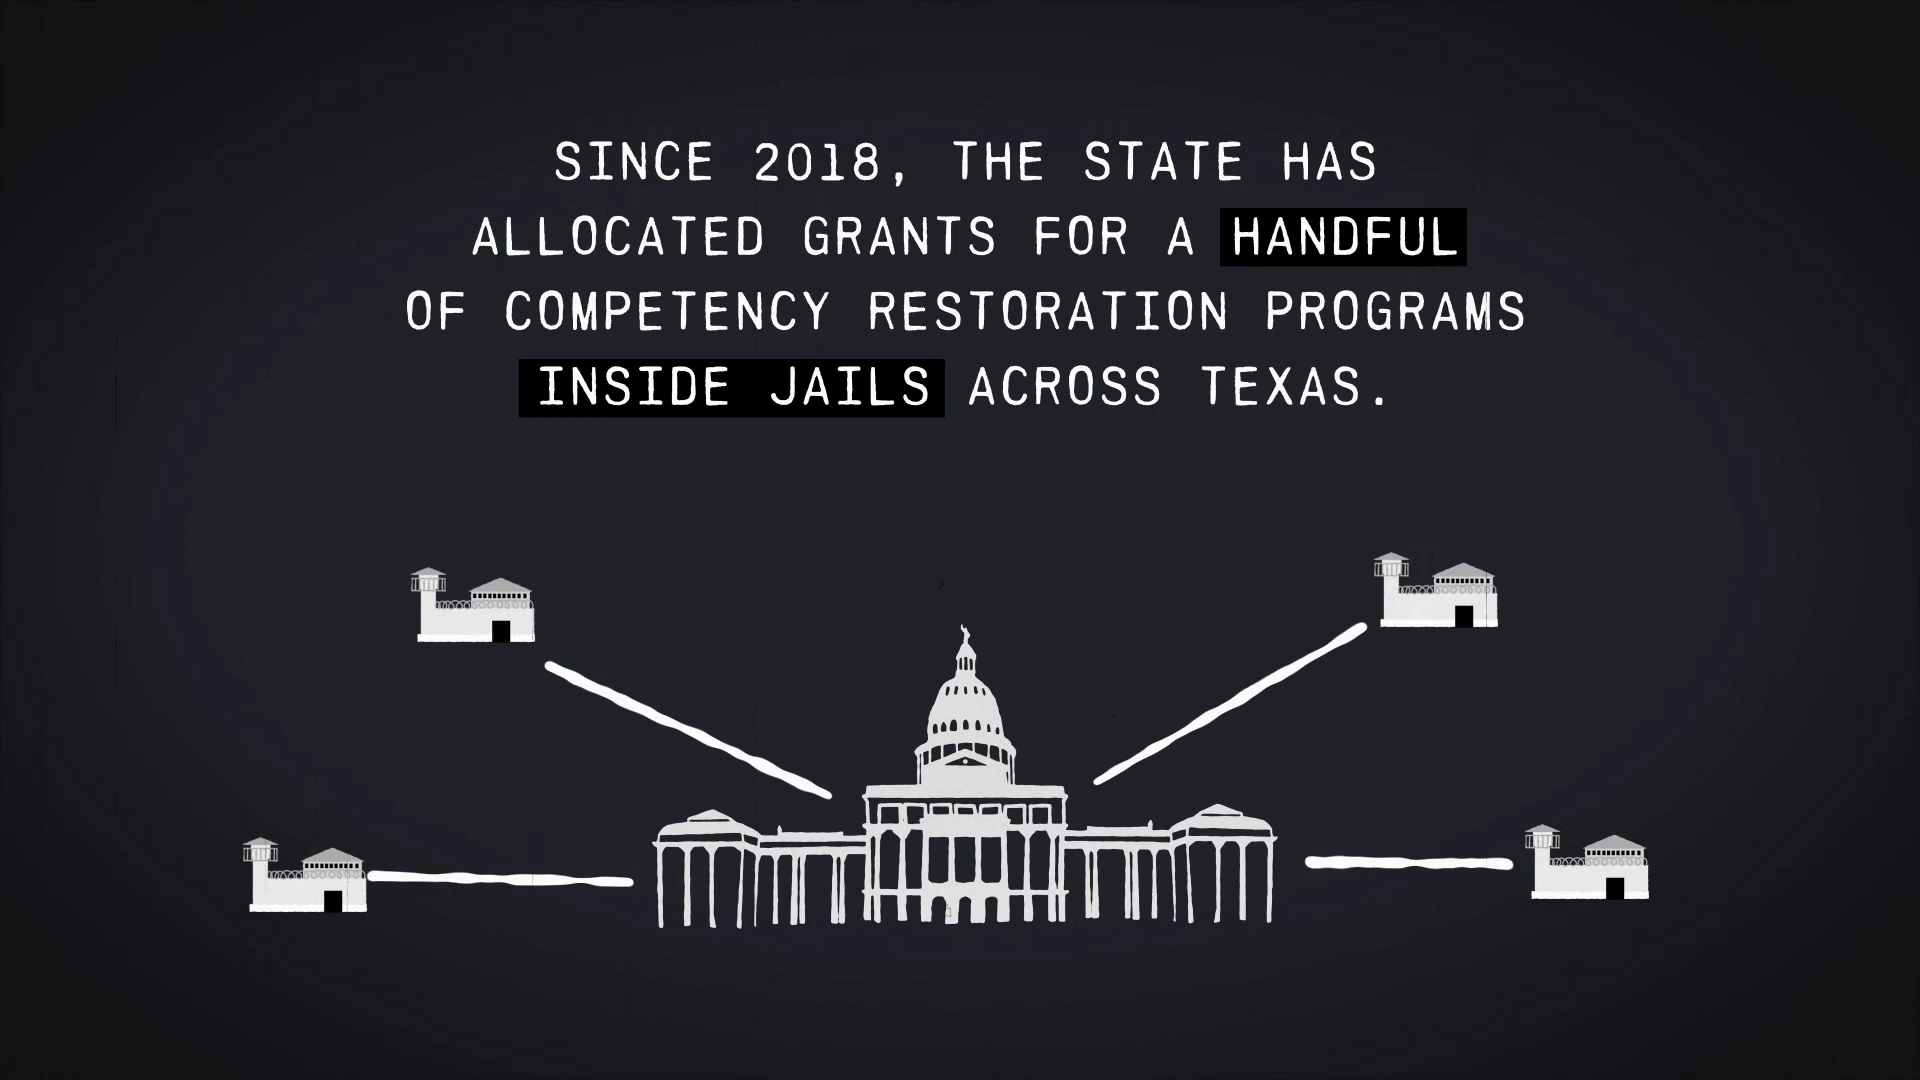 SINCE 2018, THE STATE HAS
ALLOCATED GRANTS FOR A HANDFUL
OF COMPETENCY RESTORATION PROGRAMS
INSIDE JAILS ACROSS TEXAS.